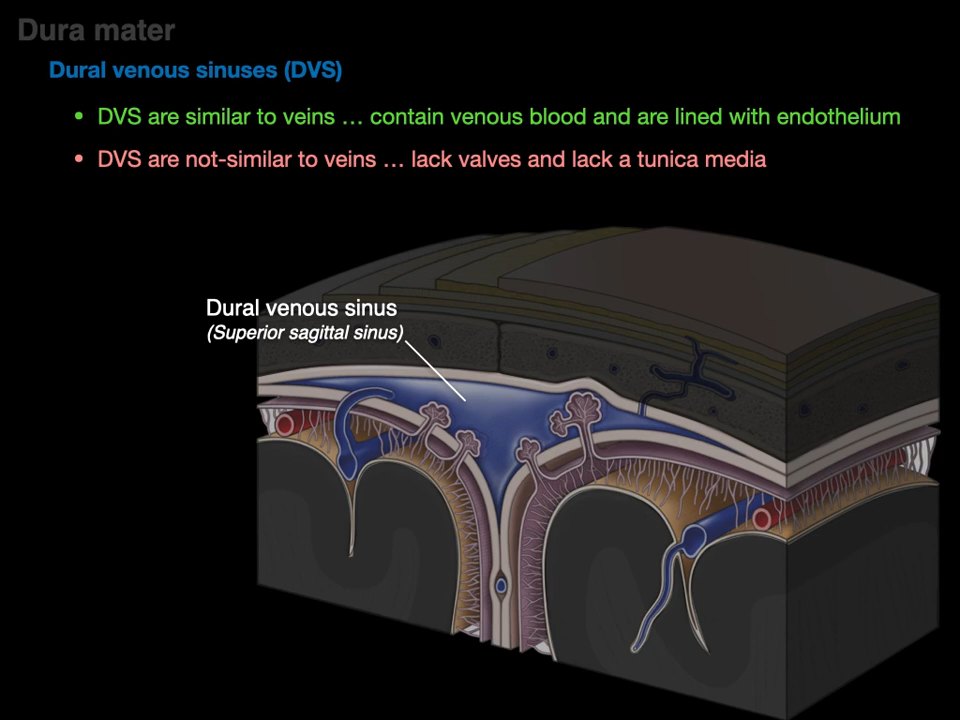 Dura mater
Dural venous sinuses (DVS)
• DVS are similar to veins … contain venous blood and are lined with endothelium
• DVS are not-similar to veins … lack valves and lack a tunica media
Dural venous sinus
(Superior sagittal sinus)